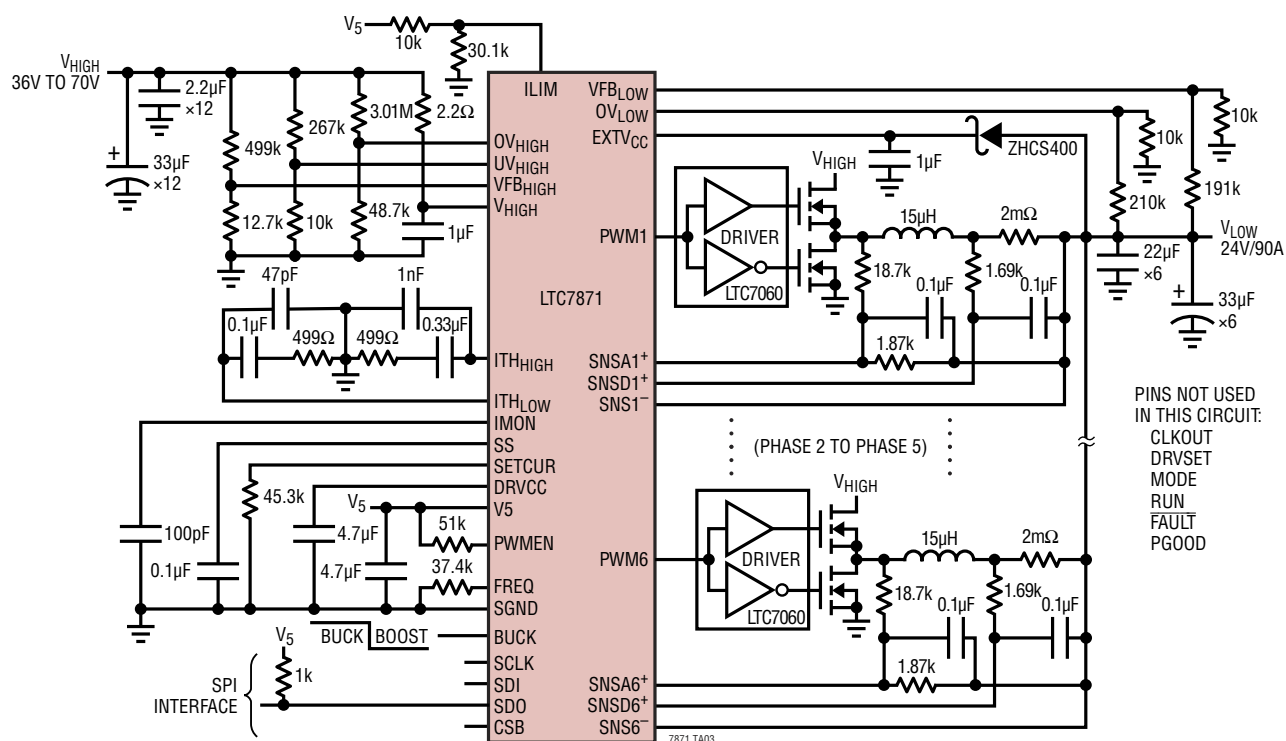 V5
10k
30.1k
VHIGH
36V TO 70V
2.2µF
×12
33µF
×12
499k
267k
3.01M
2.2Ω
12.7k
10k
48.7k
1µF
47pF
1nF
0.1µF
499Ω
499Ω
0.33µF
ILIM
OVHIGH
UVHIGH
VFBHIGH
VHIGH
LTC7871
ITHHIGH
ITHLOW
IMON
SS
SETCUR
DRVCC
V5
PWMEN
FREQ
SGND
BUCK
SCLK
SDI
SDO
CSB
100pF
0.1µF
45.3k
4.7µF
V5
4.7µF
51k
37.4k
BUCK
BOOST
V5
1k
SPI
INTERFACE
VFBLOW
OVLOW
EXTVCC
PWM1
SNSA1+
SNSD1+
SNS1−
PWM6
SNSA6+
SNSD6+
SNS6−
1µF
ZHCS400
10k
10k
210k
191k
VLOW
24V/90A
22µF
×6
33µF
×6
VHIGH
DRIVER
LTC7060
15µH
2mΩ
18.7k
1.69k
0.1µF
0.1µF
1.87k
(PHASE 2 TO PHASE 5)
VHIGH
DRIVER
LTC7060
15µH
2mΩ
18.7k
1.69k
0.1µF
0.1µF
1.87k
PINS NOT USED
IN THIS CIRCUIT:
CLKOUT
DRVSET
MODE
RUN
FAULT
PGOOD
7871 TA03